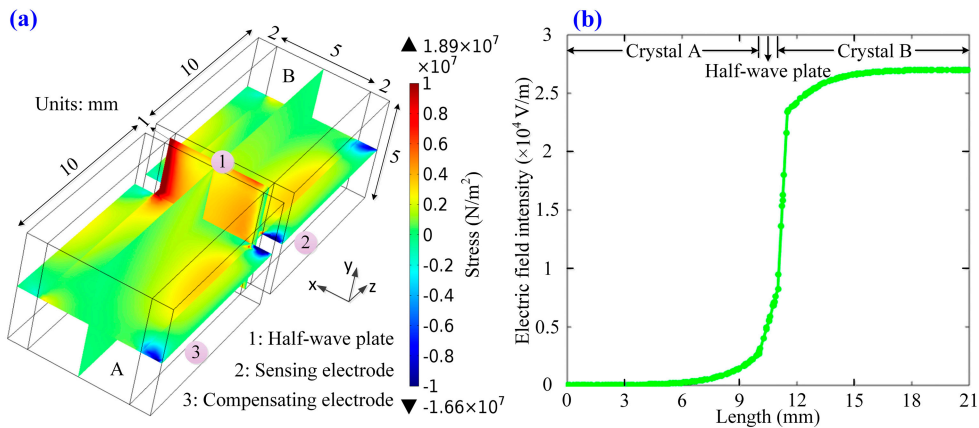 (a)
2
5
10
B
2
Units: mm
1
10
1
5
2
y
x
z
3
A
1: Half-wave plate
2: Sensing electrode
3: Compensating electrode
▲ 1.89×10⁷
×10⁷
1
0.8
0.6
0.4
0.2
0
-0.2
-0.4
-0.6
-0.8
-1
▼ -1.66×10⁷
Stress (N/m²)
(b)
Electric field intensity (×10⁴ V/m)
3
2.5
2
1.5
1
0.5
0
Crystal A
Crystal B
Half-wave plate
0 3 6 9 12 15 18 21
Length (mm)